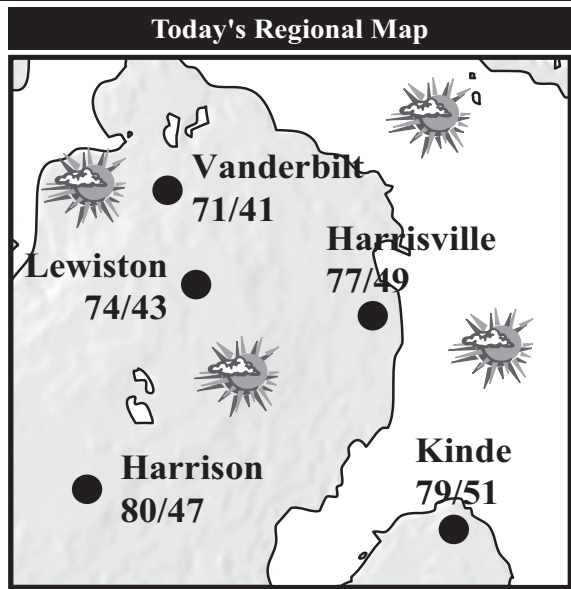 Today's Regional Map
Vanderbilt
71/41
Harrisville
77/49
Lewiston
74/43
Kinde
79/51
Harrison
80/47